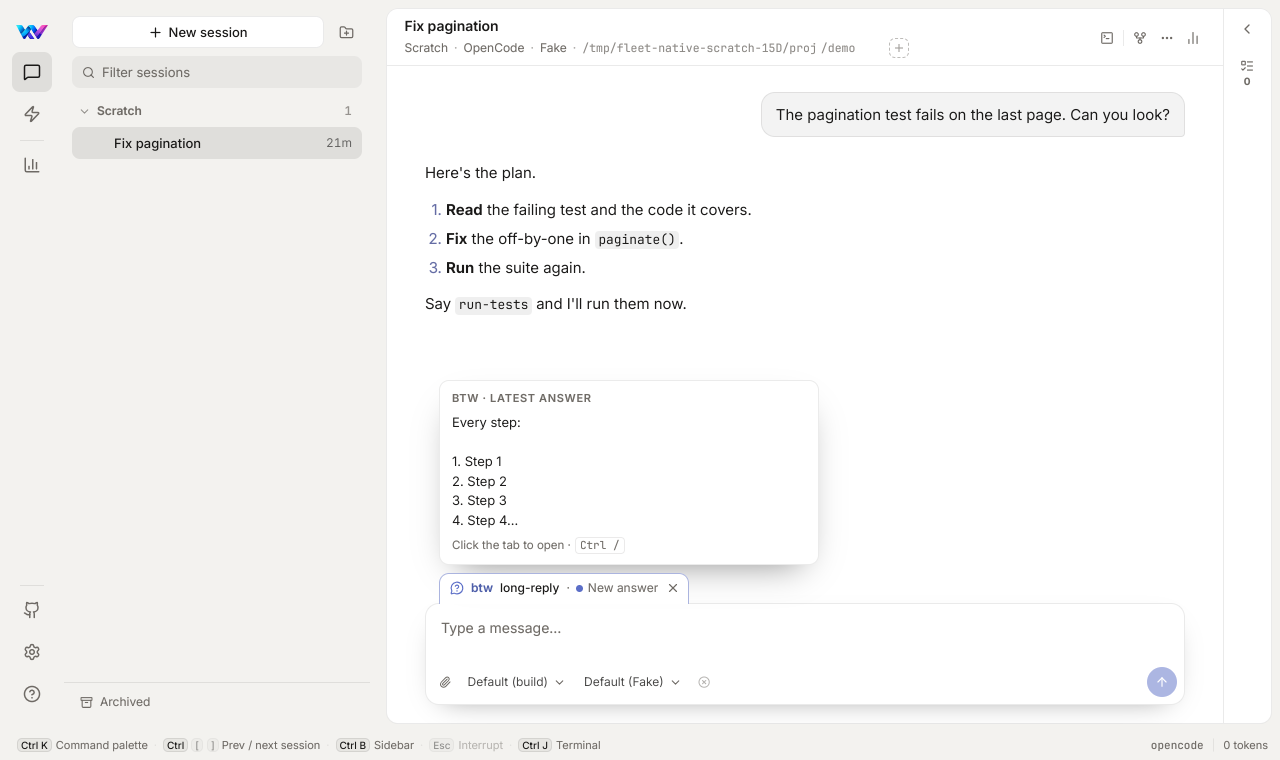 New session
Filter sessions
Scratch 1
Fix pagination 21m
Archived
Fix pagination
Scratch · OpenCode · Fake · /tmp/fleet-native-scratch-15D/proj /demo
0
The pagination test fails on the last page. Can you look?
Here's the plan.
1. Read the failing test and the code it covers.
2. Fix the off-by-one in paginate().
3. Run the suite again.
Say run-tests and I'll run them now.
BTW · LATEST ANSWER
Every step:
1. Step 1
2. Step 2
3. Step 3
4. Step 4…
Click the tab to open · Ctrl /
btw long-reply · New answer
Type a message…
Default (build) Default (Fake)
Ctrl K Command palette · Ctrl [ ] Prev / next session · Ctrl B Sidebar · Esc Interrupt · Ctrl J Terminal
opencode 0 tokens